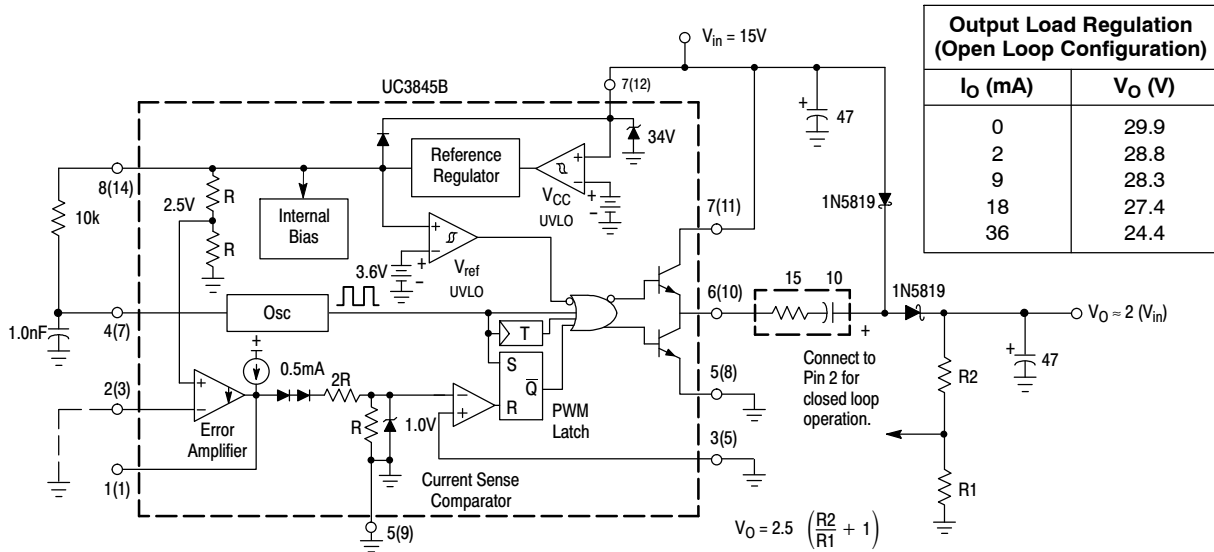 V_in = 15V
Output Load Regulation
(Open Loop Configuration)
I_O (mA) V_O (V)
0 29.9
2 28.8
9 28.3
18 27.4
36 24.4
UC3845B
7(12)
34V
+
47
8(14)
10k
2.5V
R
R
Internal
Bias
Reference
Regulator
+
−
V_CC
UVLO
+
-
1N5819
7(11)
3.6V
+
-
+
−
V_ref
UVLO
6(10)
15 10
+
1N5819
V_O ≈ 2 (V_in)
+
47
1.0nF
4(7)
Osc
T
+
0.5mA
S
Q
R
PWM
Latch
5(8)
Connect to
Pin 2 for
closed loop
operation.
R2
2(3)
+
−
Error
Amplifier
2R
R
1.0V
−
+
Current Sense
Comparator
3(5)
R1
1(1)
5(9)
V_O = 2.5 (R2/R1 + 1)